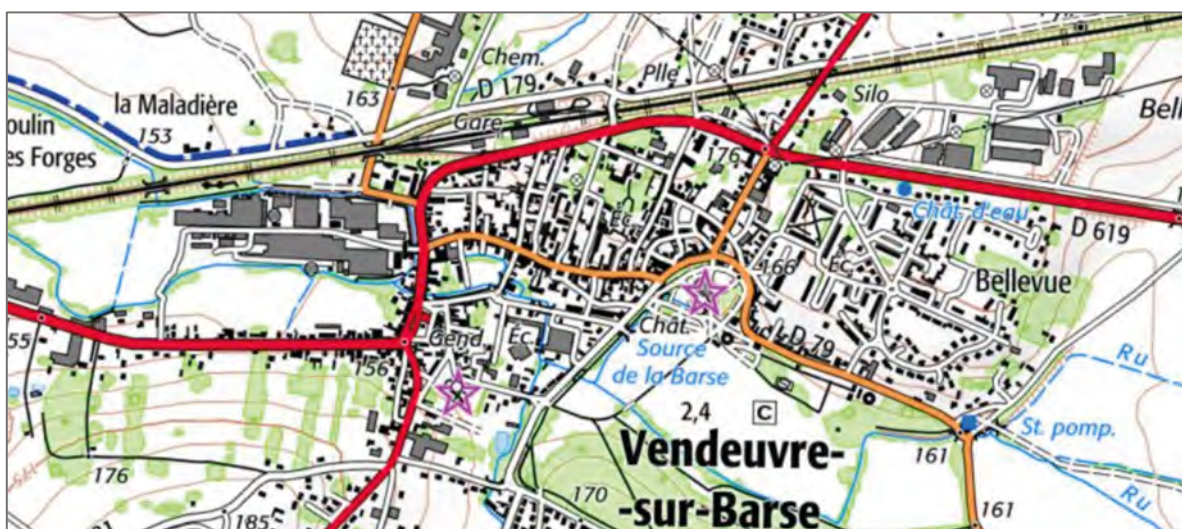 Chem.
Plle
163
D 179
Silo
la Maladière
153
Gare
Bell
oulin
es Forges
176
Éc.
Chât. d'eau
D 619
166
Éc.
Bellevue
Chât.
D 79
Source
de la Barse
55
Gend.
Éc.
156
Ru
2,4
C
St. pomp.
Vendeuvre-
-sur-Barse
161
176
170
161
Ru
185